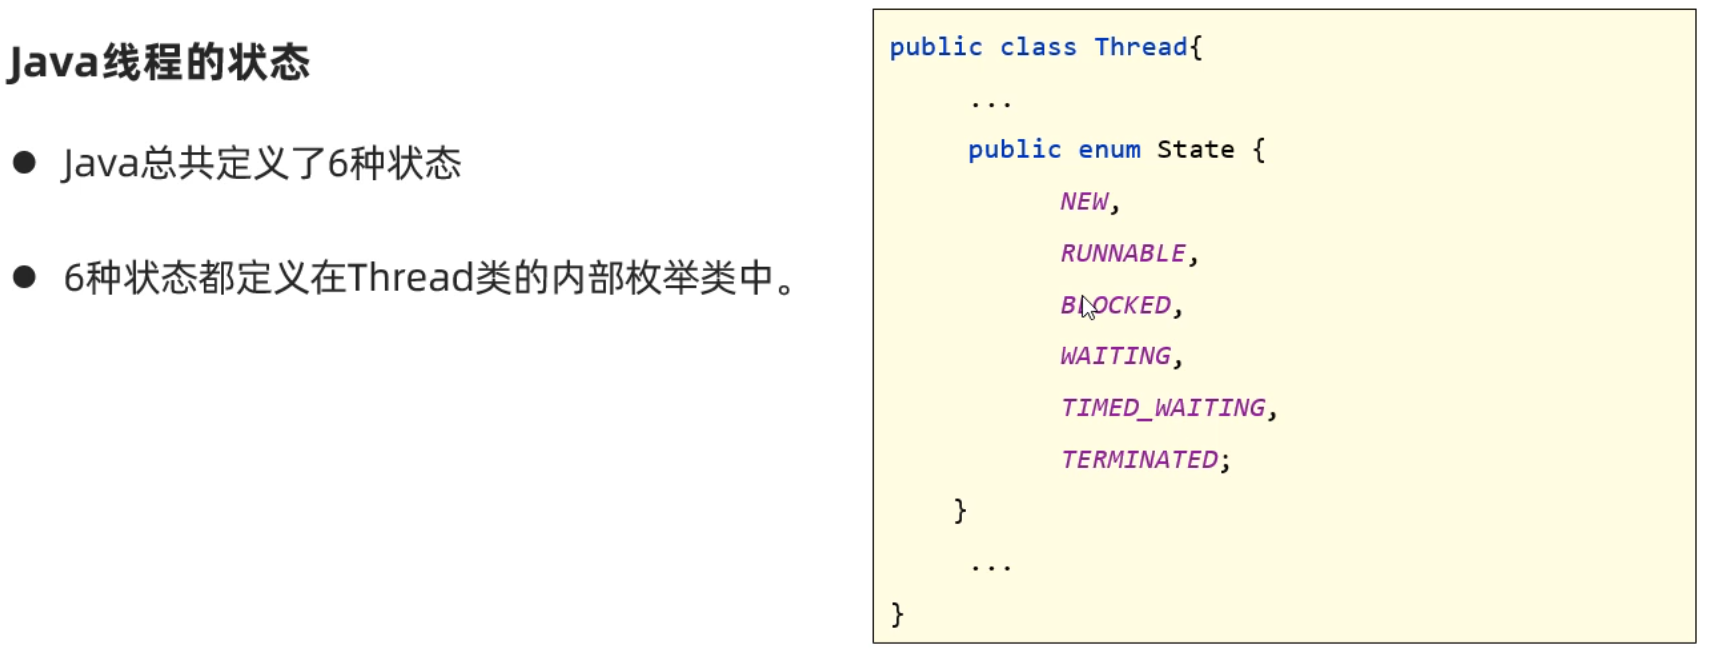 Java线程的状态
● Java总共定义了6种状态
● 6种状态都定义在Thread类的内部枚举类中。
public class Thread{
...
public enum State {
NEW,
RUNNABLE,
BLOCKED,
WAITING,
TIMED_WAITING,
TERMINATED;
}
...
}